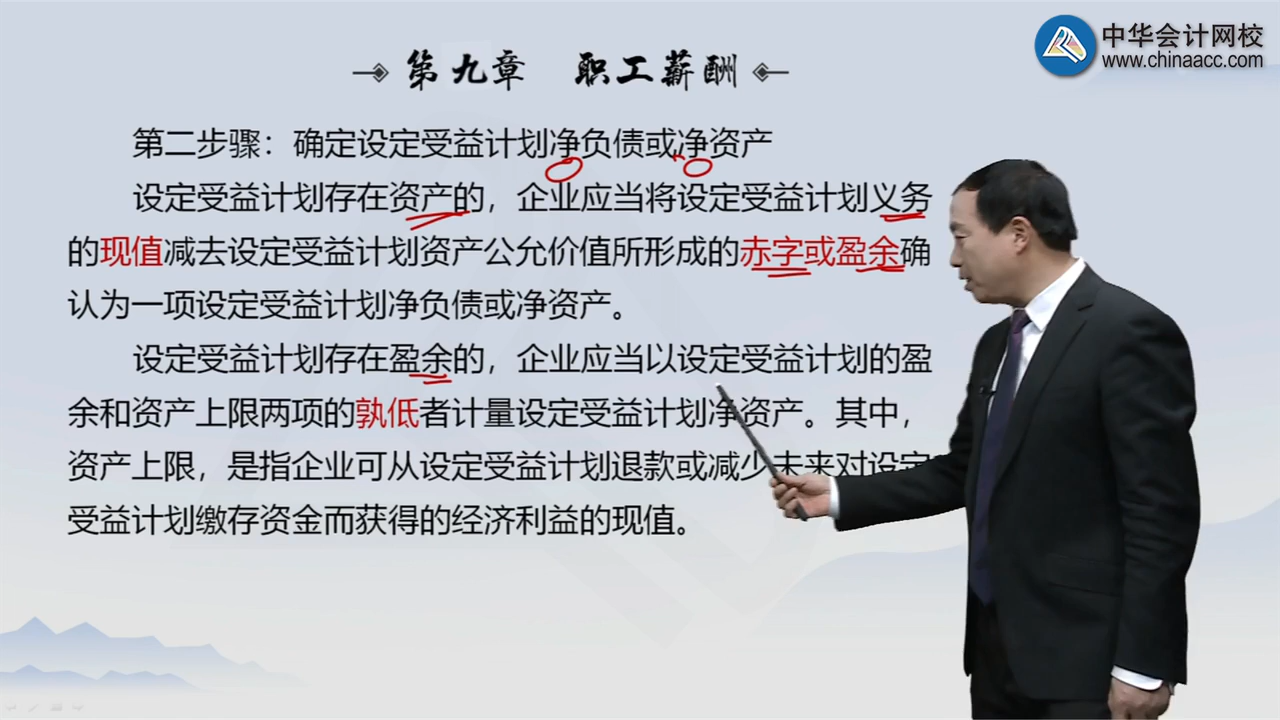 中华会计网校
www.chinaacc.com
第九章 职工薪酬
第二步骤：确定设定受益计划净负债或净资产
设定受益计划存在资产的，企业应当将设定受益计划义务
的现值减去设定受益计划资产公允价值所形成的赤字或盈余确
认为一项设定受益计划净负债或净资产。
设定受益计划存在盈余的，企业应当以设定受益计划的盈
余和资产上限两项的孰低者计量设定受益计划净资产。其中，
资产上限，是指企业可从设定受益计划退款或减少未来对设定
受益计划缴存资金而获得的经济利益的现值。